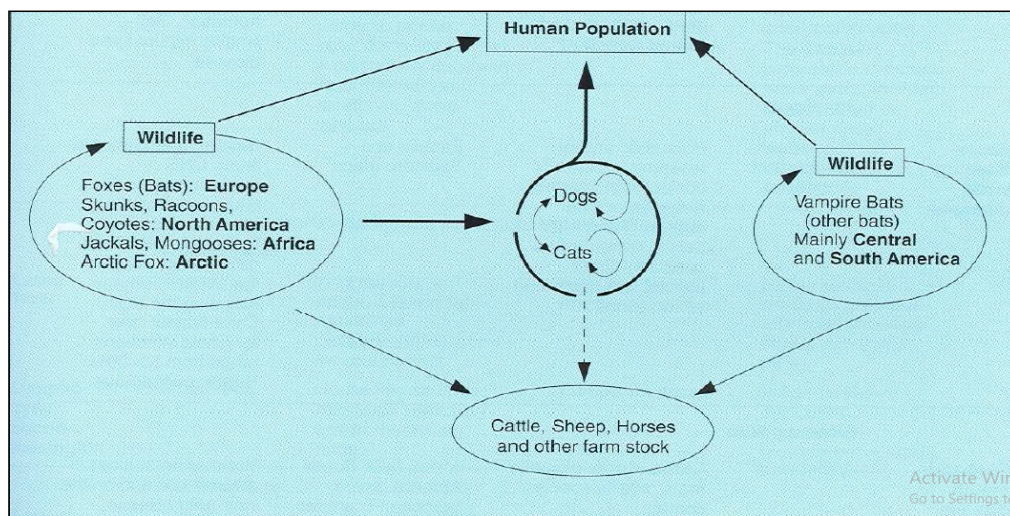 Human Population
Wildlife
Foxes (Bats): Europe
Skunks, Racoons,
Coyotes: North America
Jackals, Mongooses: Africa
Arctic Fox: Arctic
Dogs
Cats
Wildlife
Vampire Bats
(other bats)
Mainly Central
and South America
Cattle, Sheep, Horses
and other farm stock
Activate Win
Go to Settings t